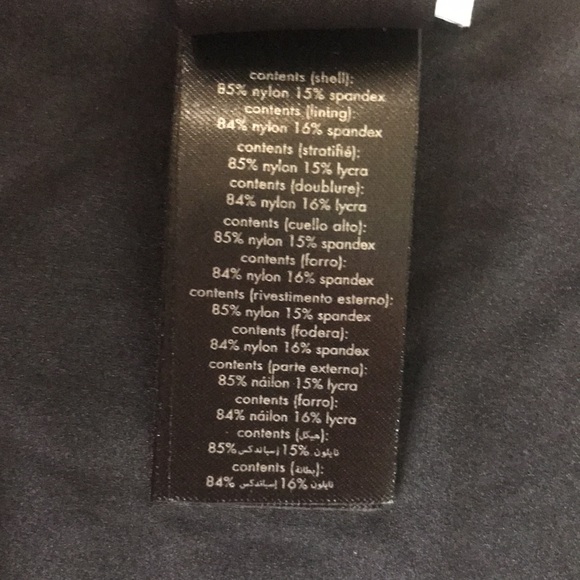 contents (shell):
85% nylon 15% spandex
contents (lining):
84% nylon 16% spandex
contents (stratifié):
85% nylon 15% lycra
contents (doublure):
84% nylon 16% lycra
contents (cuello alto):
85% nylon 15% spandex
contents (forro):
84% nylon 16% spandex
contents (rivestimento esterno):
85% nylon 15% spandex
contents (fodera):
84% nylon 16% spandex
contents (parte externa):
85% náilon 15% lycra
contents (forro):
84% náilon 16% lycra
contents (هيكل):
85% نايلون 15% إسباندكس
contents (بطانة):
84% نايلون 16% إسباندكس